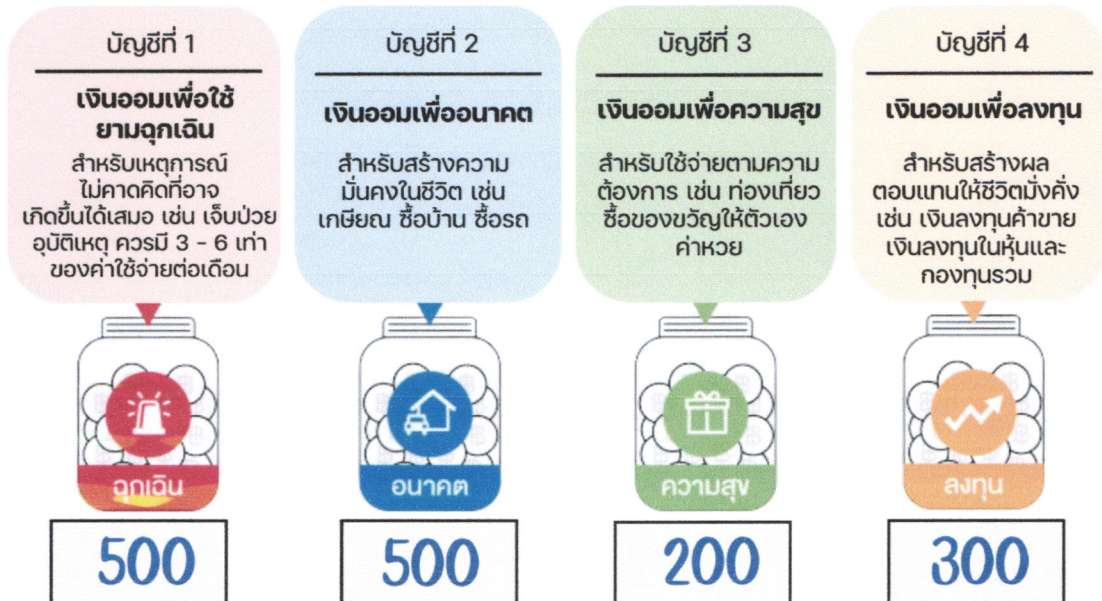 บัญชีที่ 1
เงินออมเพื่อใช้
ยามฉุกเฉิน
สำหรับเหตุการณ์
ไม่คาดคิดที่อาจ
เกิดขึ้นได้เสมอ เช่น เจ็บป่วย
อุบัติเหตุ ควรมี 3 - 6 เท่า
ของค่าใช้จ่ายต่อเดือน
ฉุกเฉิน
500
บัญชีที่ 2
เงินออมเพื่ออนาคต
สำหรับสร้างความ
มั่นคงในชีวิต เช่น
เกษียณ ซื้อบ้าน ซื้อรถ
อนาคต
500
บัญชีที่ 3
เงินออมเพื่อความสุข
สำหรับใช้จ่ายตามความ
ต้องการ เช่น ท่องเที่ยว
ซื้อของขวัญให้ตัวเอง
ค่าหวย
ความสุข
200
บัญชีที่ 4
เงินออมเพื่อลงทุน
สำหรับสร้างผล
ตอบแทนให้ชีวิตมั่งคั่ง
เช่น เงินลงทุนค้าขาย
เงินลงทุนในหุ้นและ
กองทุนรวม
ลงทุน
300